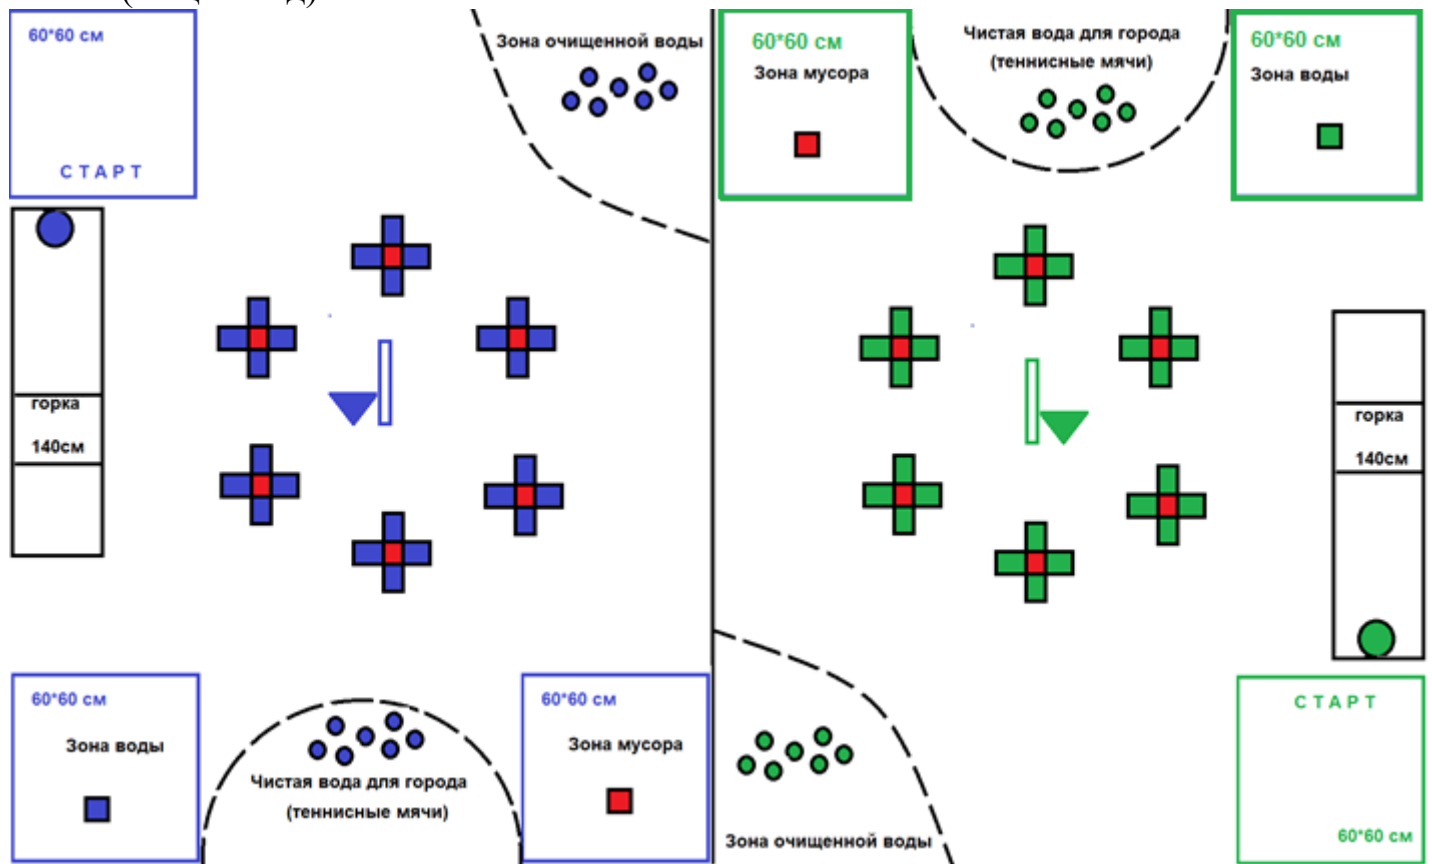 60*60 см
СТАРТ
Зона очищенной воды
60*60 см
Зона мусора
Чистая вода для города
(теннисные мячи)
60*60 см
Зона воды
горка
140см
горка
140см
60*60 см
Зона воды
Чистая вода для города
(теннисные мячи)
60*60 см
Зона мусора
Зона очищенной воды
СТАРТ
60*60 см